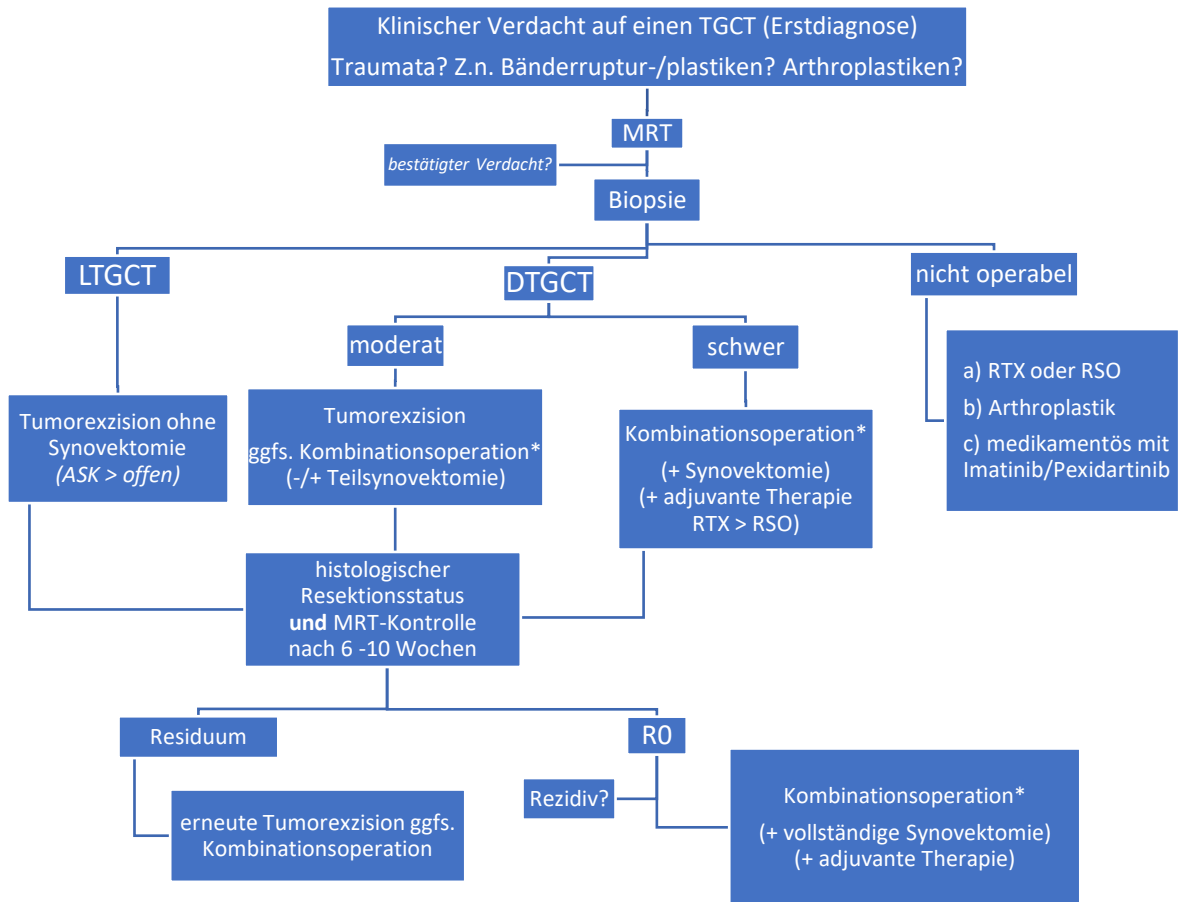 Klinischer Verdacht auf einen TGCT (Erstdiagnose)
Traumata? Z.n. Bänderruptur-/plastiken? Arthroplastiken?
MRT
bestätigter Verdacht?
Biopsie
LTGCT
DTGCT
nicht operabel
moderat
schwer
Tumorexzision ohne
Synovektomie
(ASK > offen)
Tumorexzision
ggfs. Kombinationsoperation*
(-/+ Teilsynovektomie)
Kombinationsoperation*
(+ Synovektomie)
(+ adjuvante Therapie
RTX > RSO)
a) RTX oder RSO
b) Arthroplastik
c) medikamentös mit
Imatinib/Pexidartinib
histologischer
Resektionsstatus
und MRT-Kontrolle
nach 6 -10 Wochen
Residuum
R0
Rezidiv?
erneute Tumorexzision ggfs.
Kombinationsoperation
Kombinationsoperation*
(+ vollständige Synovektomie)
(+ adjuvante Therapie)